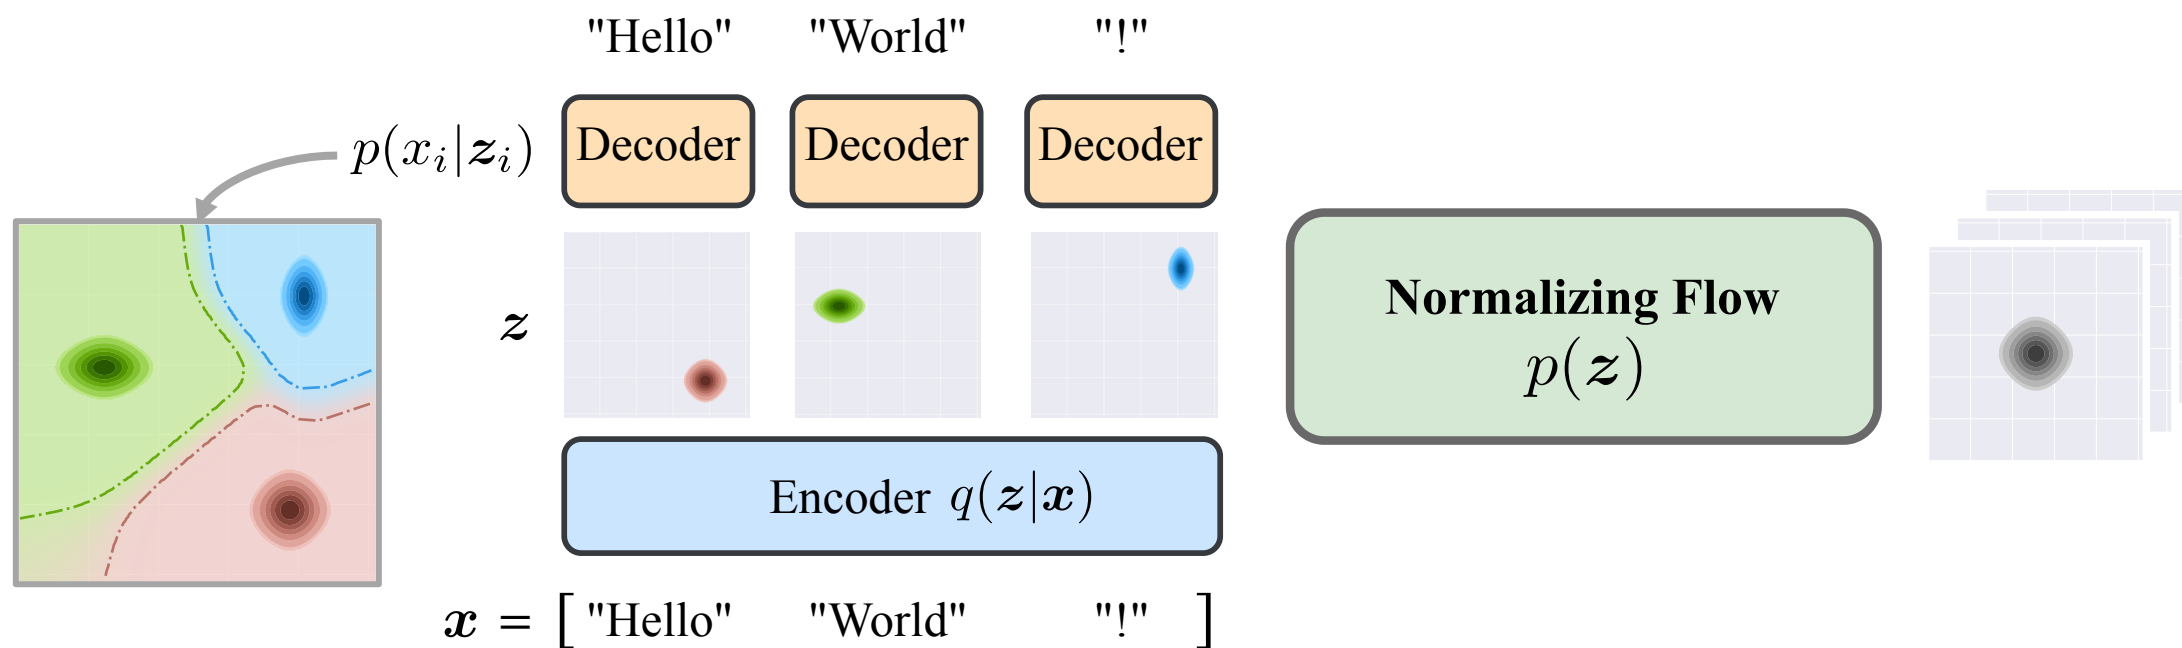 "Hello" "World" "!"
p(x_i|z_i) Decoder Decoder Decoder
z
Normalizing Flow
p(z)
Encoder q(z|x)
x = [ "Hello" "World" "!" ]